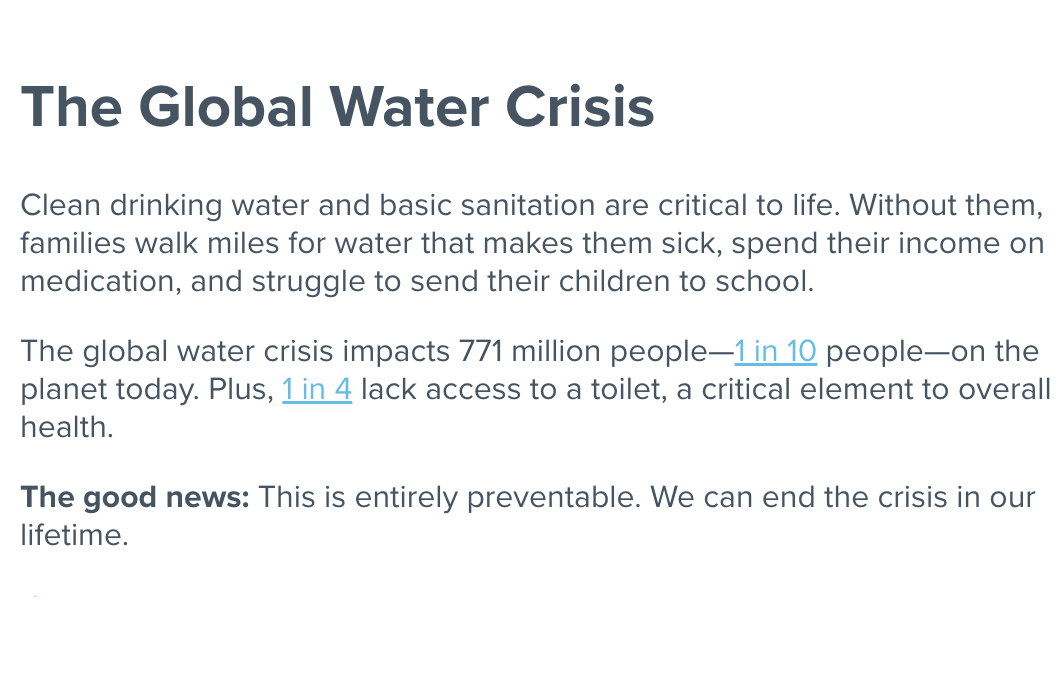 The Global Water Crisis
Clean drinking water and basic sanitation are critical to life. Without them,
families walk miles for water that makes them sick, spend their income on
medication, and struggle to send their children to school.
The global water crisis impacts 771 million people—1 in 10 people—on the
planet today. Plus, 1 in 4 lack access to a toilet, a critical element to overall
health.
The good news: This is entirely preventable. We can end the crisis in our
lifetime.